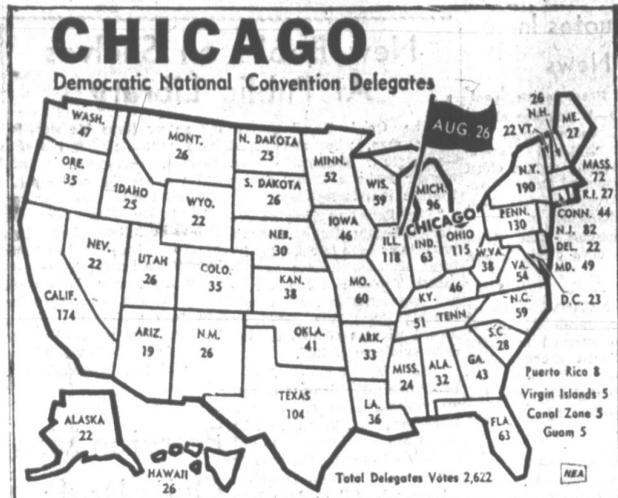 CHICAGO
Democratic National Convention Delegates
AUG. 26
WASH.
47
ORE.
35
CALIF.
174
IDAHO
25
NEV.
22
MONT.
26
WYO.
22
UTAH
26
COLO.
35
ARIZ.
19
N.M.
26
N. DAKOTA
25
S. DAKOTA
26
NEB.
30
KAN.
38
OKLA.
41
TEXAS
104
MINN.
52
IOWA
46
MO.
60
ARK.
33
LA.
36
WIS.
59
ILL.
118
MICH.
96
CHICAGO
IND.
63
OHIO
115
KY. 46
51 TENN.
MISS.
24
ALA.
32
GA.
43
FLA
63
S.C.
28
N.C.
59
VA.
54
W.VA.
38
PENN.
130
N.Y.
190
22 VT.
26
N.H.
ME.
27
MASS.
72
R.I. 27
CONN. 44
N.J. 82
DEL. 22
MD. 49
D.C. 23
Puerto Rico 8
Virgin Islands 5
Canal Zone 5
Guam 5
ALASKA
22
HAWAII
26
Total Delegates Votes 2,622
NEA